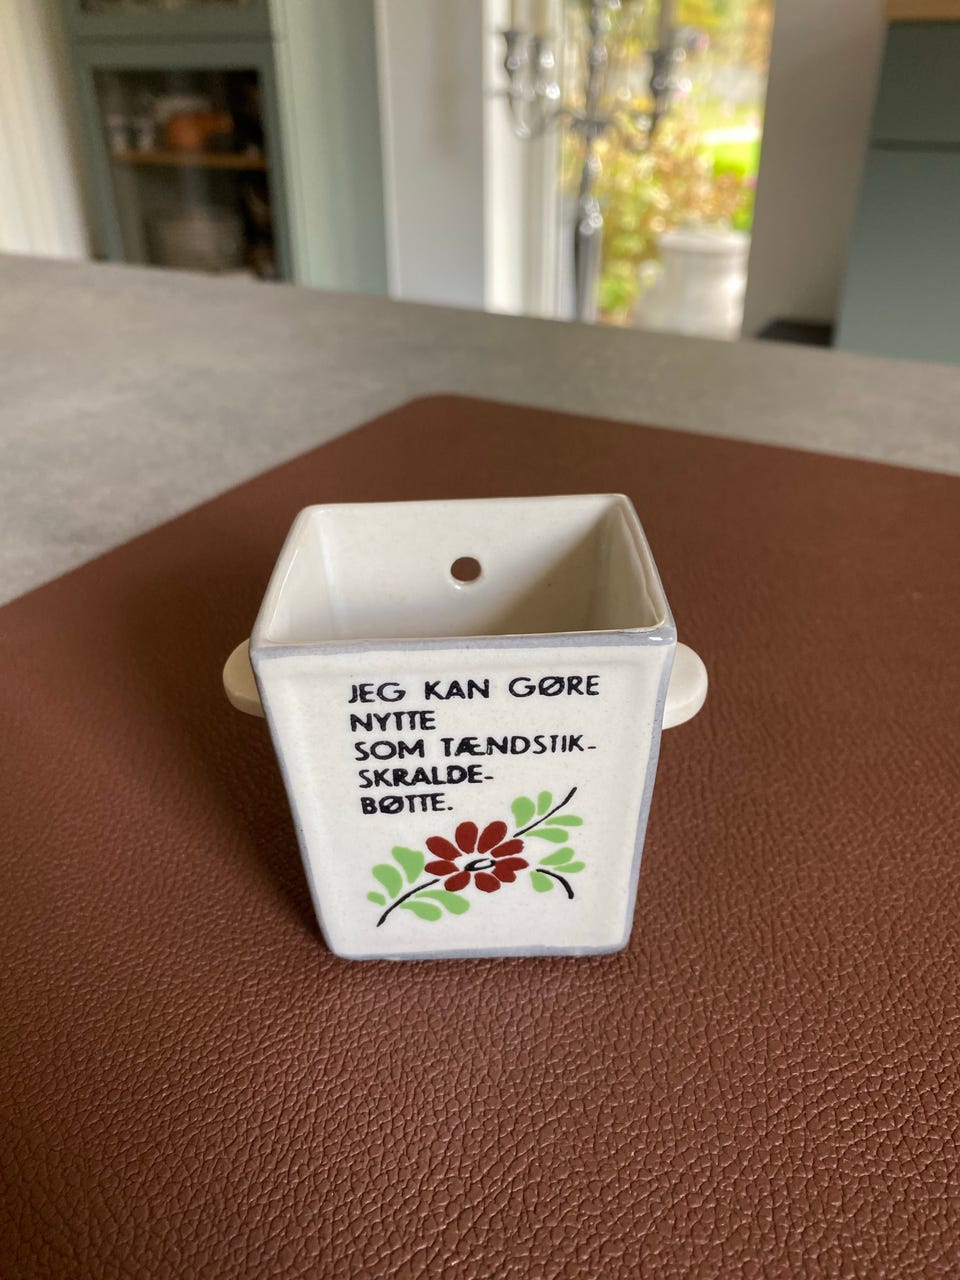 JEG KAN GØRE
NYTTE
SOM TÆNDSTIK-
SKRALDE-
BØTTE.